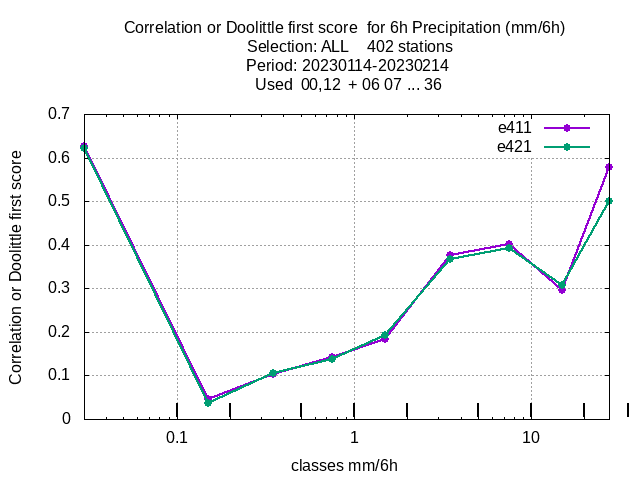 Correlation or Doolittle first score  for 6h Precipitation (mm/6h)
Selection: ALL    402 stations
Period: 20230114-20230214
Used  00,12  + 06 07 ... 36
e411
e421
Correlation or Doolittle first score
0.7
0.6
0.5
0.4
0.3
0.2
0.1
0
0.1
1
10
classes mm/6h